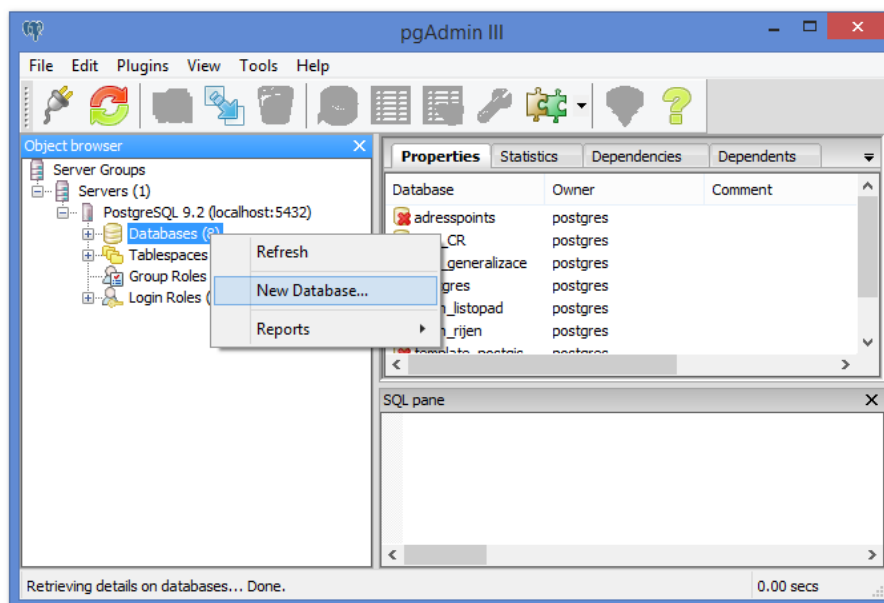 pgAdmin III
File Edit Plugins View Tools Help
Object browser
Server Groups
Servers (1)
PostgreSQL 9.2 (localhost:5432)
Databases (8)
Tablespaces
Group Roles
Login Roles (
Refresh
New Database...
Reports
Properties Statistics Dependencies Dependents
Database Owner Comment
adresspoints postgres
_CR postgres
_generalizace postgres
gres postgres
_listopad postgres
_rijen postgres
template_postgis postgres
SQL pane
Retrieving details on databases... Done. 0.00 secs